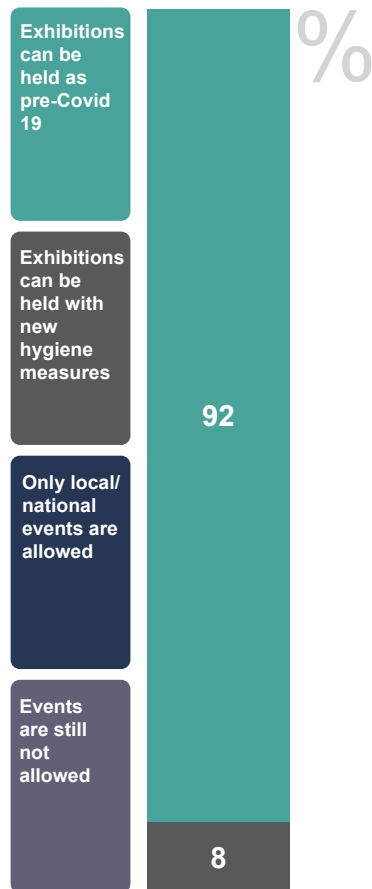 Exhibitions
can be
held as
pre-Covid
19
%
Exhibitions
can be
held with
new
hygiene
measures
92
Only local/
national
events are
allowed
Events
are still
not
allowed
8